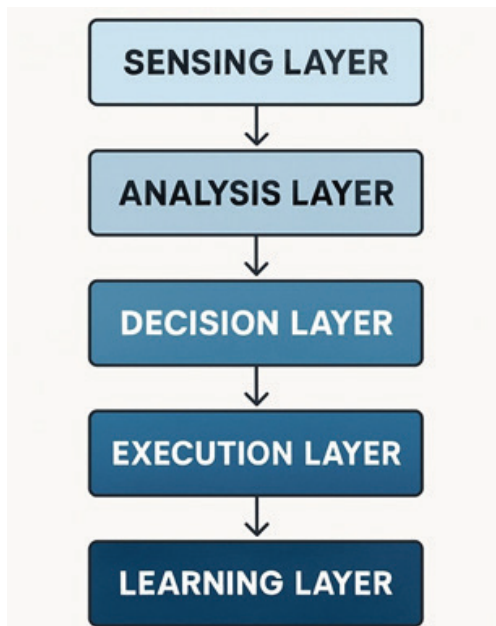 SENSING LAYER
ANALYSIS LAYER
DECISION LAYER
EXECUTION LAYER
LEARNING LAYER